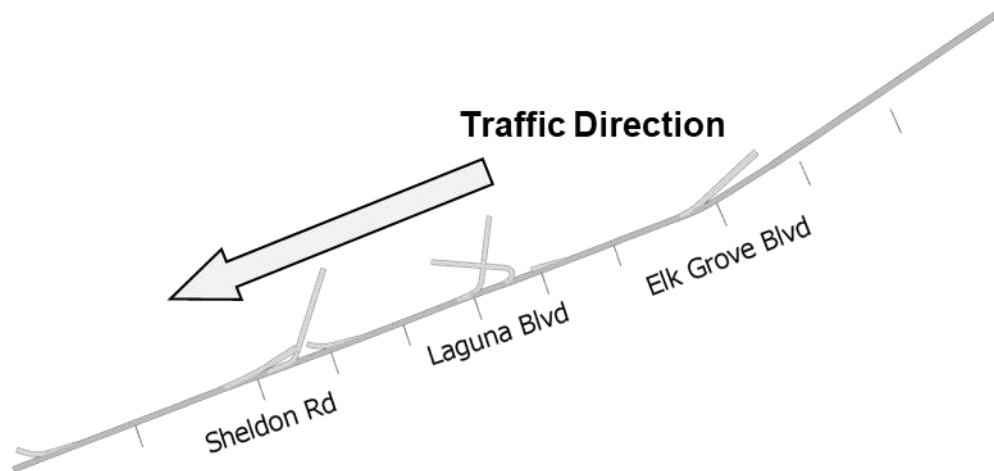 Traffic Direction
Elk Grove Blvd
Laguna Blvd
Sheldon Rd